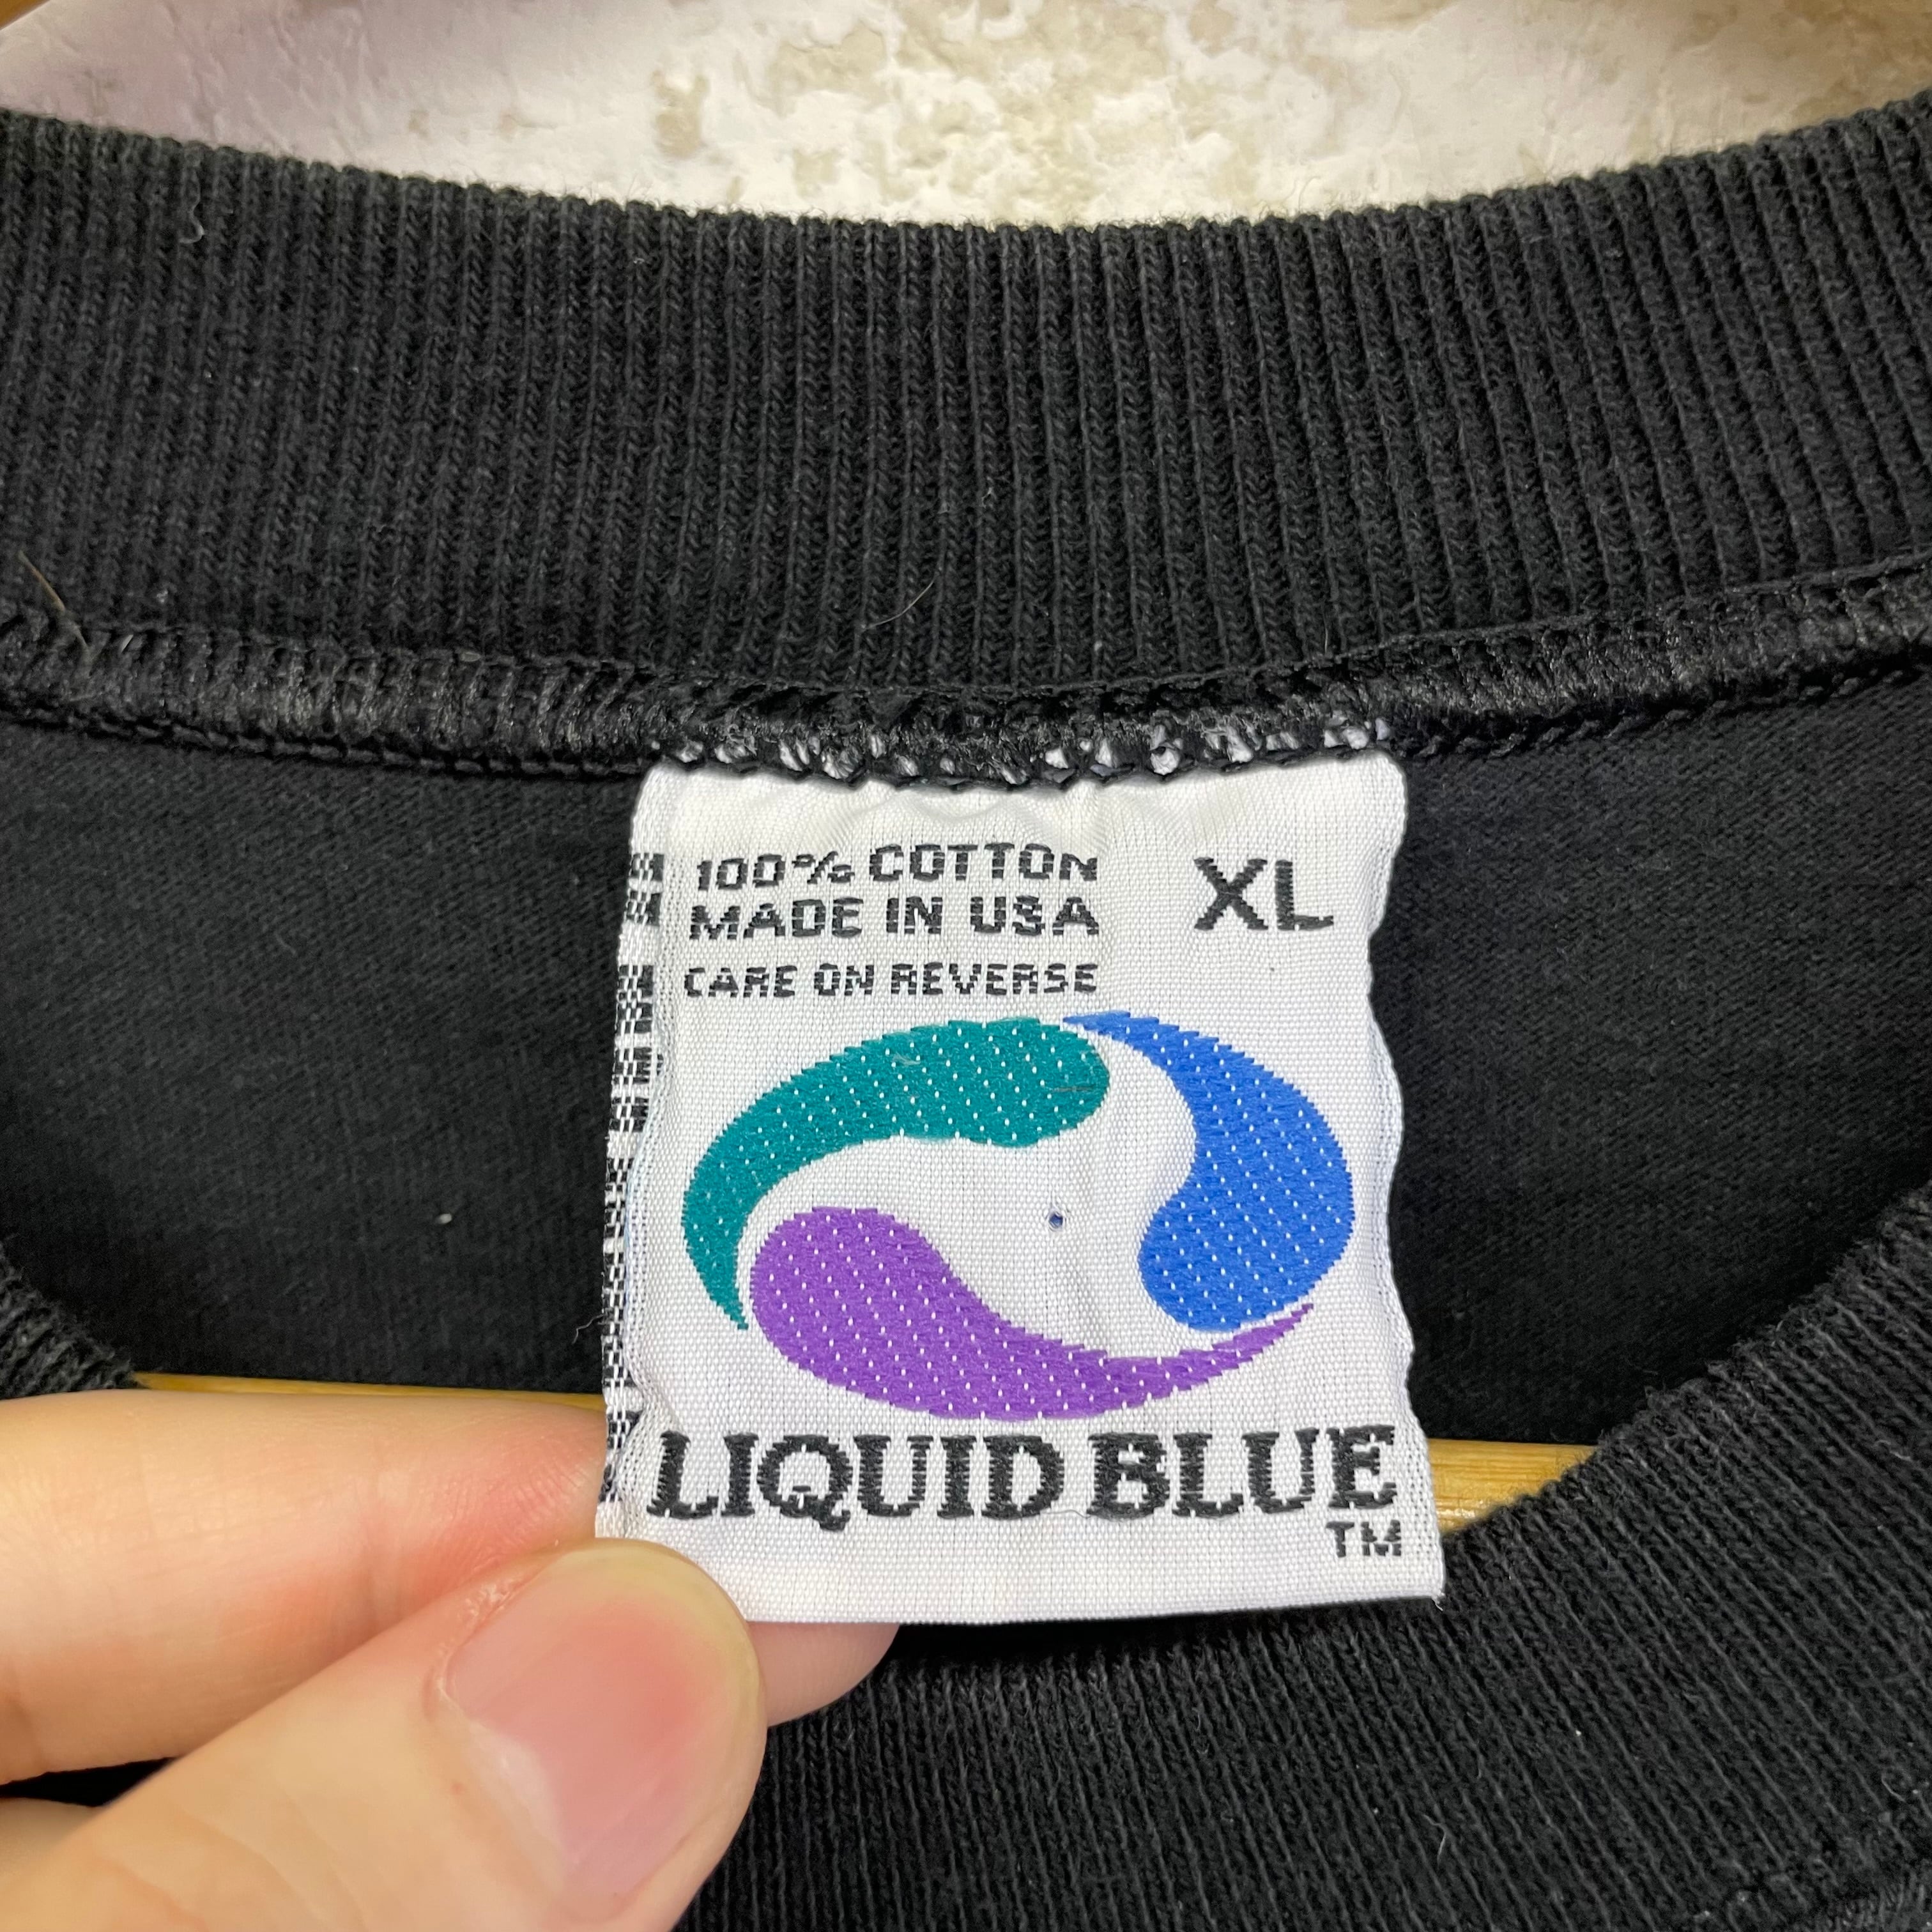 100% COTTON
MADE IN USA
XL
CARE ON REVERSE
LIQUID BLUE
TM